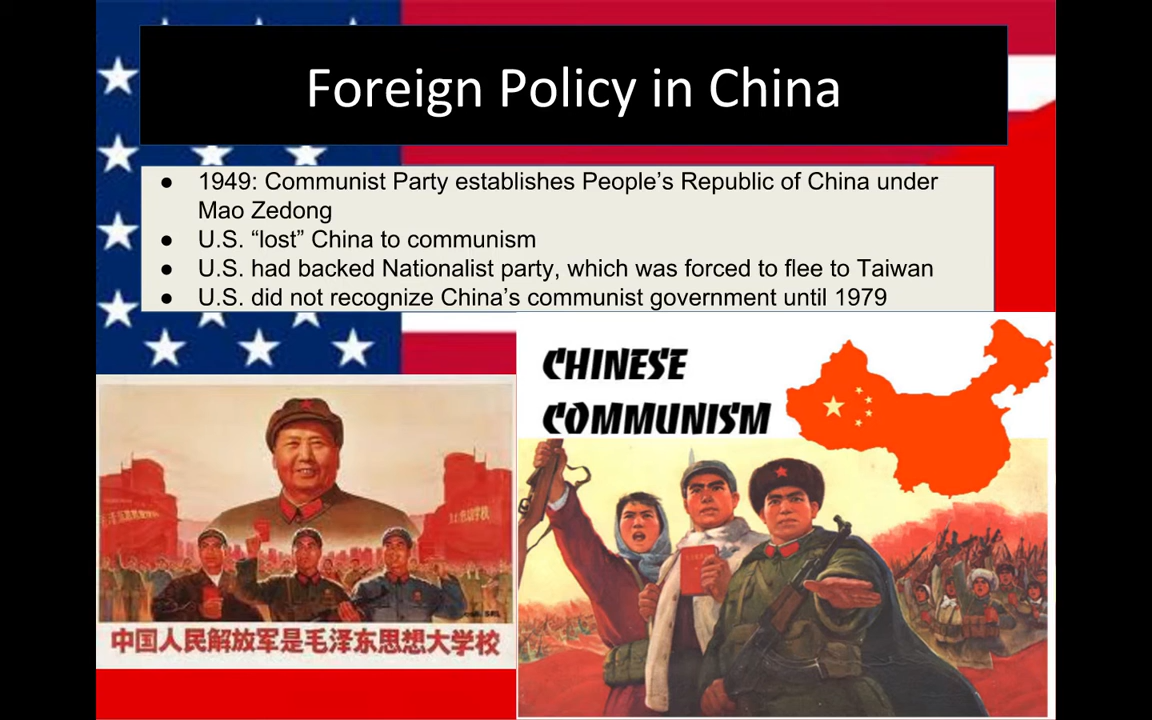 Foreign Policy in China
● 1949: Communist Party establishes People’s Republic of China under
Mao Zedong
● U.S. “lost” China to communism
● U.S. had backed Nationalist party, which was forced to flee to Taiwan
● U.S. did not recognize China’s communist government until 1979
CHINESE
COMMUNISM
中国人民解放军是毛泽东思想大学校